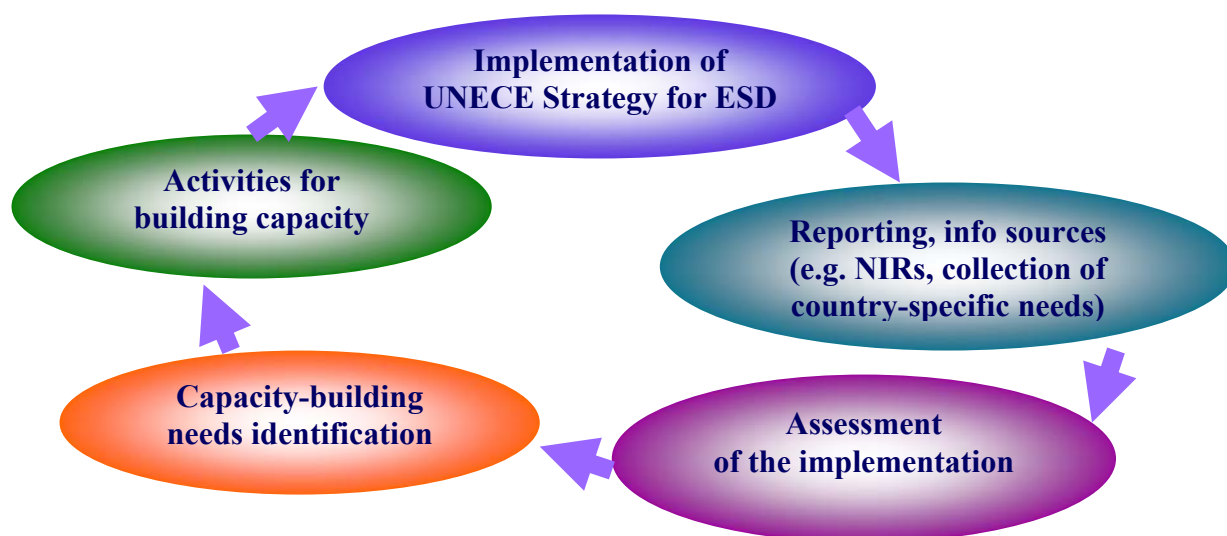 Implementation of
UNECE Strategy for ESD
Activities for
building capacity
Reporting, info sources
(e.g. NIRs, collection of
country-specific needs)
Capacity-building
needs identification
Assessment
of the implementation